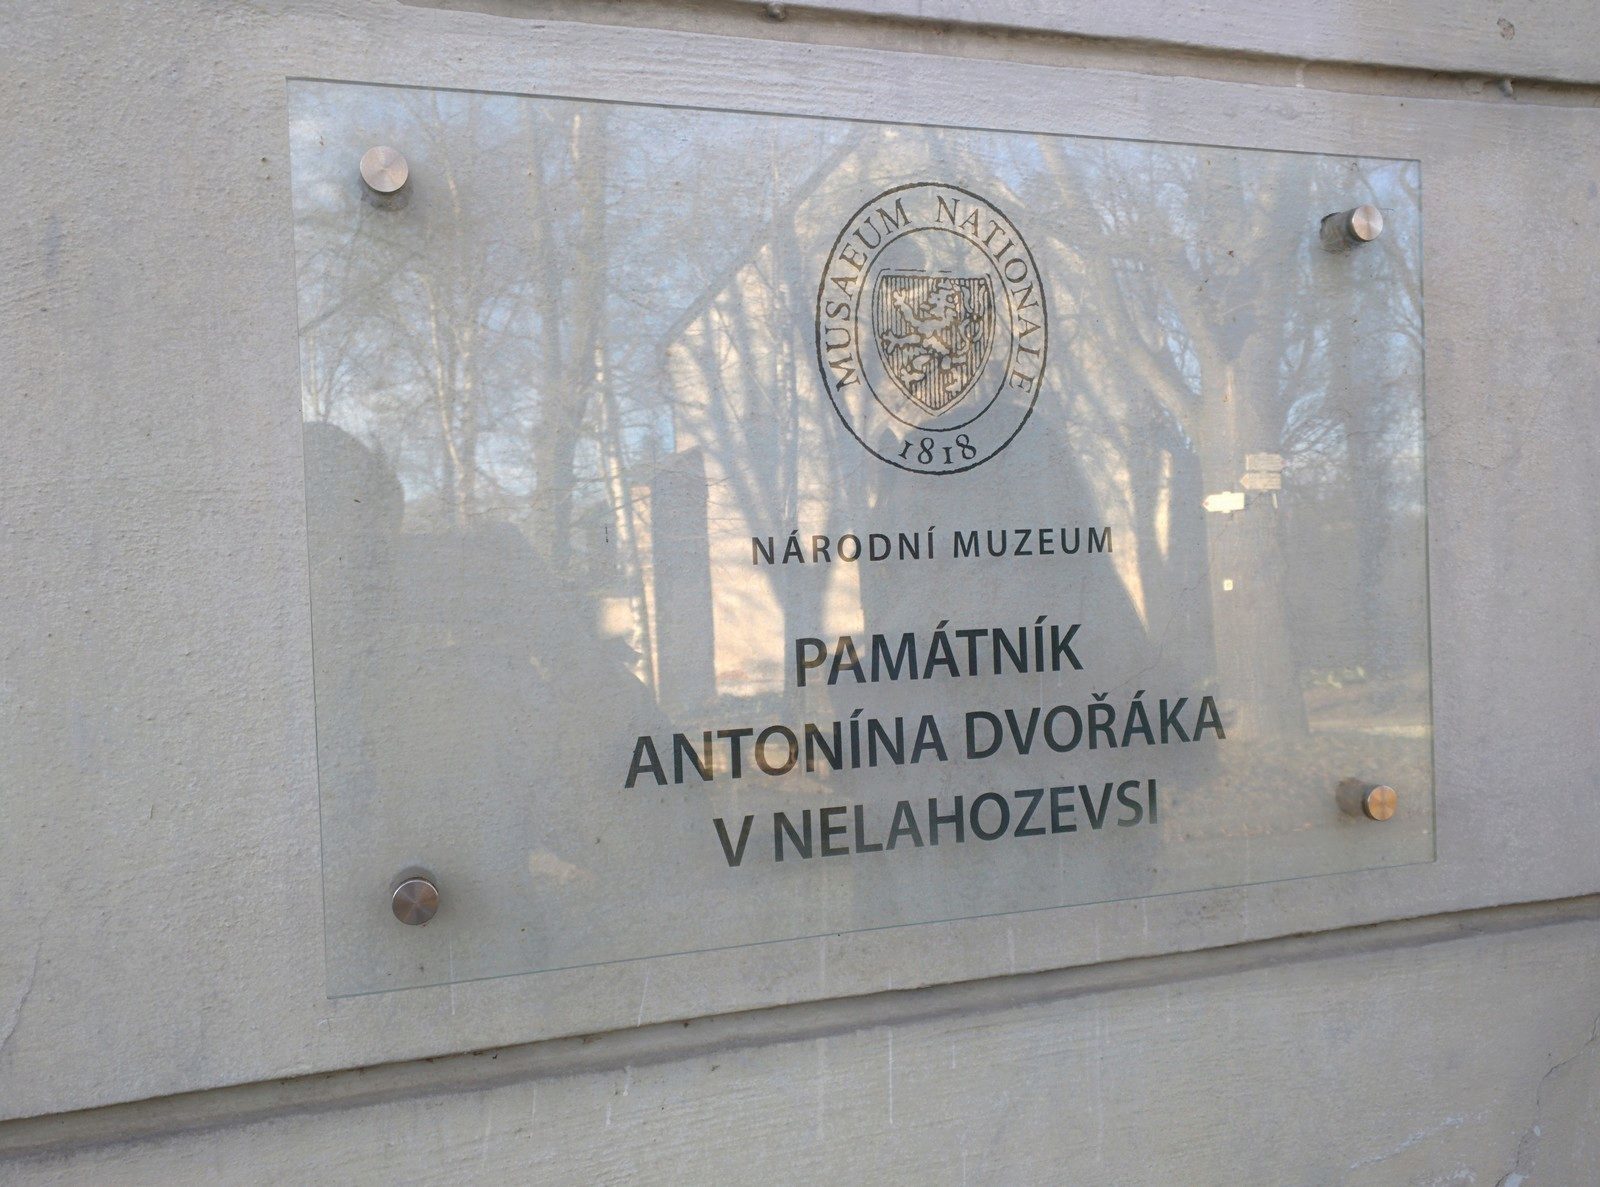 MUSAEUM NATIONALE
1818
NÁRODNÍ MUZEUM
PAMÁTNÍK
ANTONÍNA DVOŘÁKA
V NELAHOZEVSI